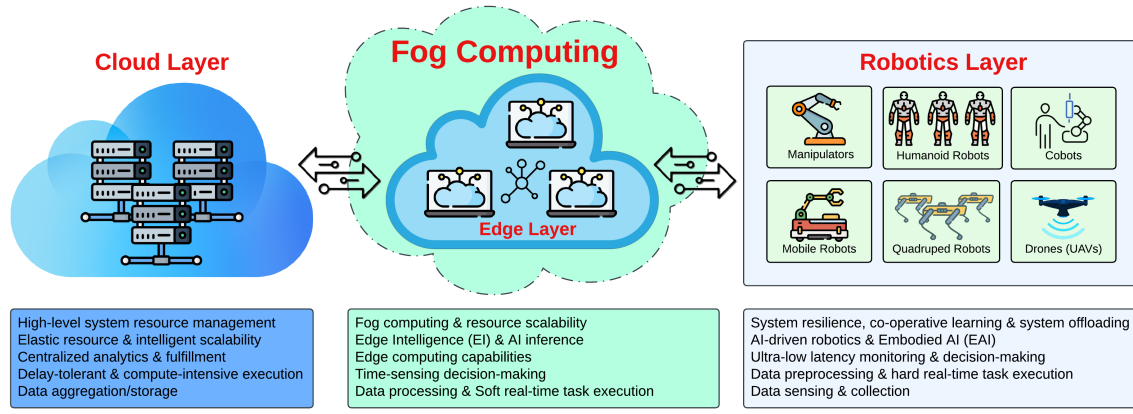 Cloud Layer
Fog Computing
Edge Layer
Robotics Layer
Manipulators
Humanoid Robots
Cobots
Mobile Robots
Quadruped Robots
Drones (UAVs)
High-level system resource management
Elastic resource & intelligent scalability
Centralized analytics & fulfillment
Delay-tolerant & compute-intensive execution
Data aggregation/storage
Fog computing & resource scalability
Edge Intelligence (EI) & AI inference
Edge computing capabilities
Time-sensing decision-making
Data processing & Soft real-time task execution
System resilience, co-operative learning & system offloading
AI-driven robotics & Embodied AI (EAI)
Ultra-low latency monitoring & decision-making
Data preprocessing & hard real-time task execution
Data sensing & collection